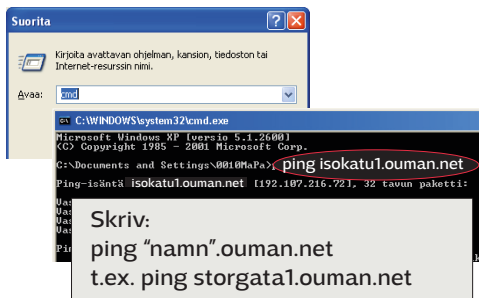 Suorita
Kirjoita avattavan ohjelman, kansion, tiedoston tai
Internet-resurssin nimi.
Avaa:
cmd
C:\WINDOWS\system32\cmd.exe
Microsoft Windows XP [versio 5.1.2600]
(C) Copyright 1985 - 2001 Microsoft Corp.
C:\Documents and Settings\0010MaPa> ping isokatu1.ouman.net
Ping-isäntä isokatu1.ouman.net [192.107.216.72], 32 tavun paketti:
Skriv:
ping “namn”.ouman.net
t.ex. ping storgata1.ouman.net